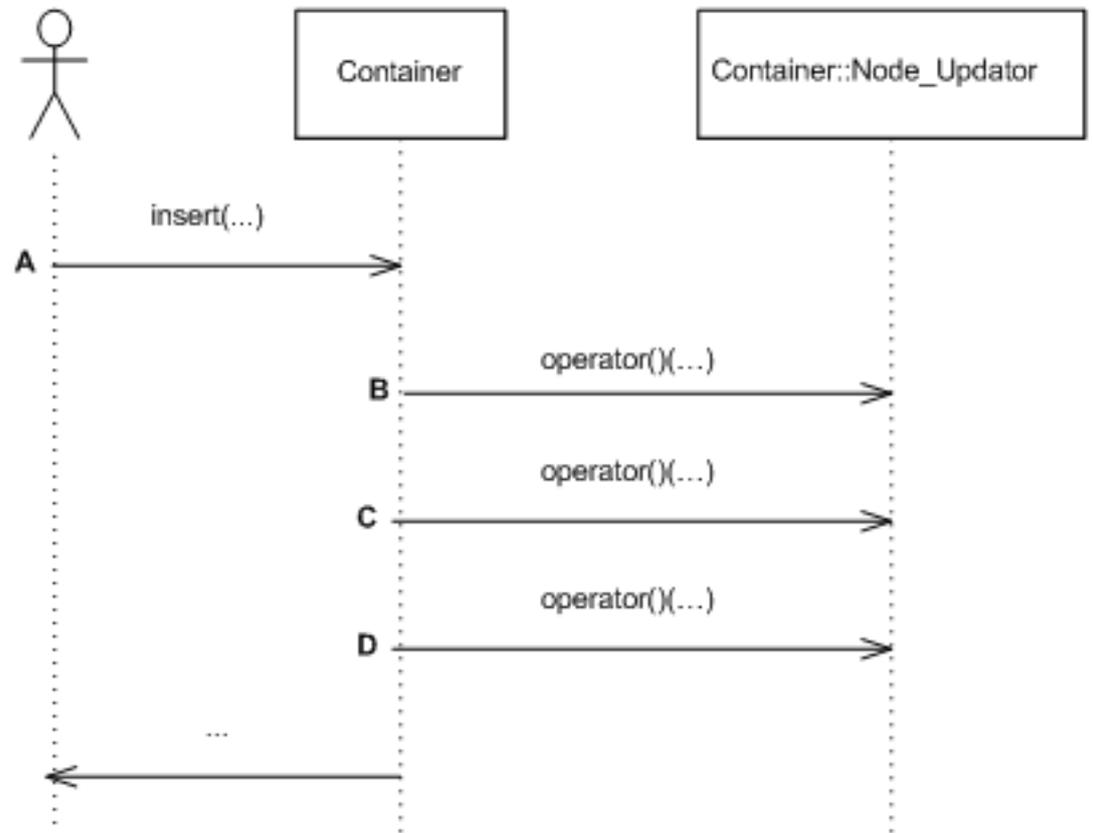 Container
Container::Node_Updator
insert(...)
A
operator()(...)
B
operator()(...)
C
operator()(...)
D
...